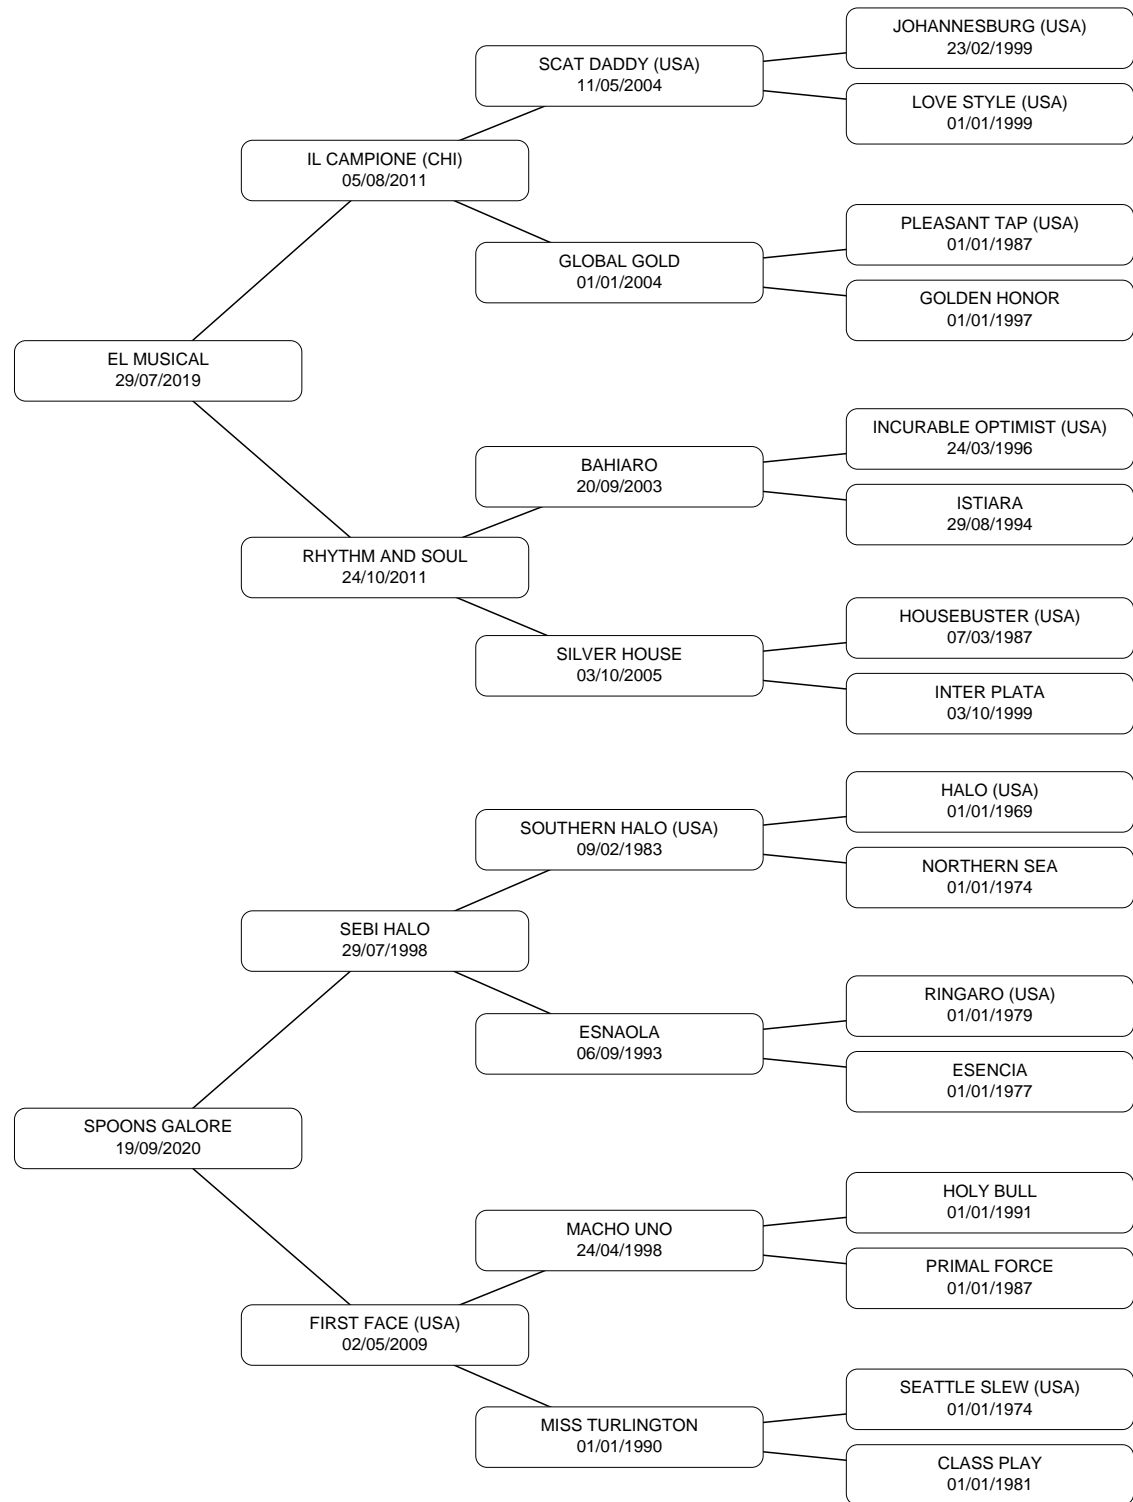 JOHANNESBURG (USA)
23/02/1999
SCAT DADDY (USA)
11/05/2004
LOVE STYLE (USA)
01/01/1999
IL CAMPIONE (CHI)
05/08/2011
PLEASANT TAP (USA)
01/01/1987
GLOBAL GOLD
01/01/2004
GOLDEN HONOR
01/01/1997
EL MUSICAL
29/07/2019
INCURABLE OPTIMIST (USA)
24/03/1996
BAHIARO
20/09/2003
ISTIARA
29/08/1994
RHYTHM AND SOUL
24/10/2011
HOUSEBUSTER (USA)
07/03/1987
SILVER HOUSE
03/10/2005
INTER PLATA
03/10/1999
HALO (USA)
01/01/1969
SOUTHERN HALO (USA)
09/02/1983
NORTHERN SEA
01/01/1974
SEBI HALO
29/07/1998
RINGARO (USA)
01/01/1979
ESNAOLA
06/09/1993
ESENCIA
01/01/1977
SPOONS GALORE
19/09/2020
HOLY BULL
01/01/1991
MACHO UNO
24/04/1998
PRIMAL FORCE
01/01/1987
FIRST FACE (USA)
02/05/2009
SEATTLE SLEW (USA)
01/01/1974
MISS TURLINGTON
01/01/1990
CLASS PLAY
01/01/1981